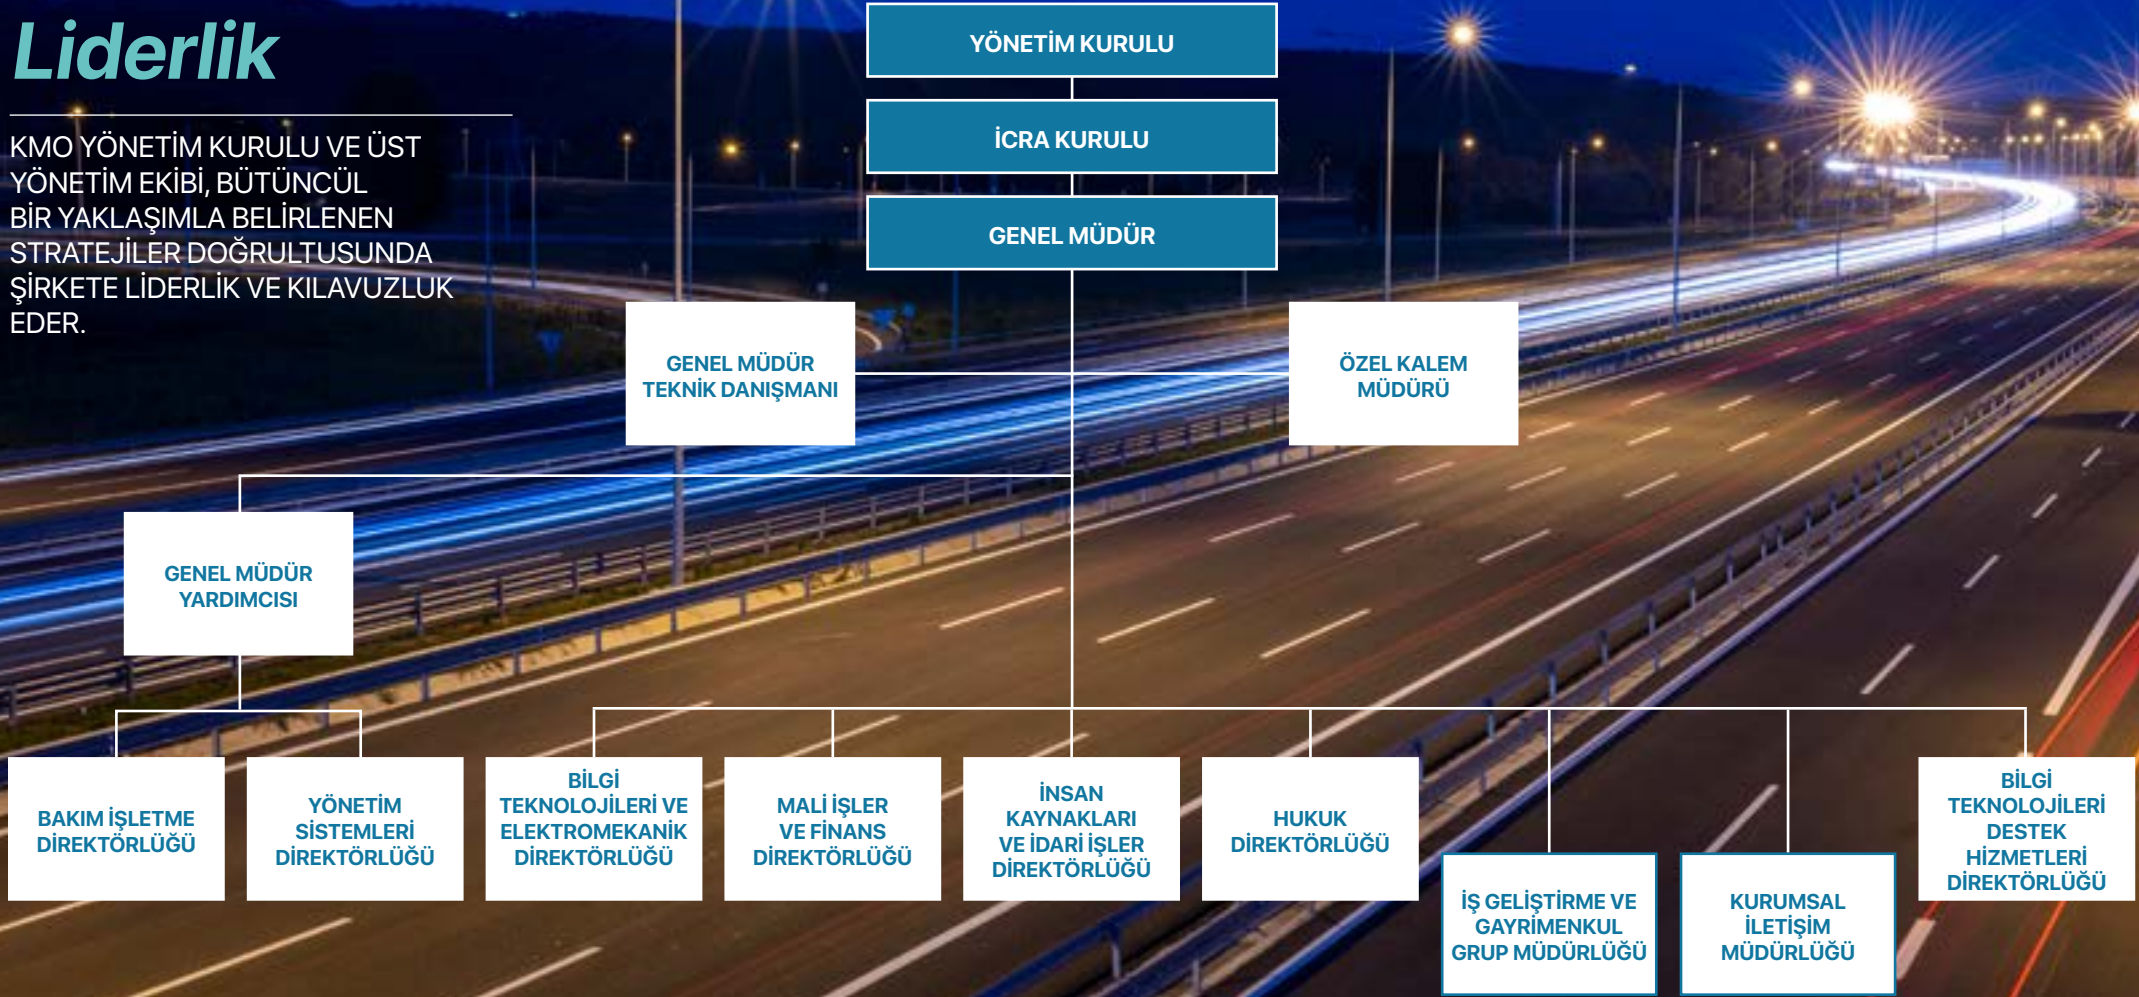 Liderlik
KMO YÖNETİM KURULU VE ÜST
YÖNETİM EKİBİ, BÜTÜNCÜL
BİR YAKLAŞIMLA BELİRLENEN
STRATEJİLER DOĞRULTUSUNDA
ŞİRKETE LİDERLİK VE KILAVUZLUK
EDER.
YÖNETİM KURULU
İCRA KURULU
GENEL MÜDÜR
GENEL MÜDÜR
TEKNİK DANIŞMANI
ÖZEL KALEM
MÜDÜRÜ
GENEL MÜDÜR
YARDIMCISI
BAKIM İŞLETME
DİREKTÖRLÜĞÜ
YÖNETİM
SİSTEMLERİ
DİREKTÖRLÜĞÜ
BİLGİ
TEKNOLOJİLERİ VE
ELEKTROMEKANİK
DİREKTÖRLÜĞÜ
MALİ İŞLER
VE FİNANS
DİREKTÖRLÜĞÜ
İNSAN
KAYNAKLARI
VE İDARİ İŞLER
DİREKTÖRLÜĞÜ
HUKUK
DİREKTÖRLÜĞÜ
İŞ GELİŞTİRME VE
GAYRİMENKUL
GRUP MÜDÜRLÜĞÜ
KURUMSAL
İLETİŞİM
MÜDÜRLÜĞÜ
BİLGİ
TEKNOLOJİLERİ
DESTEK
HİZMETLERİ
DİREKTÖRLÜĞÜ